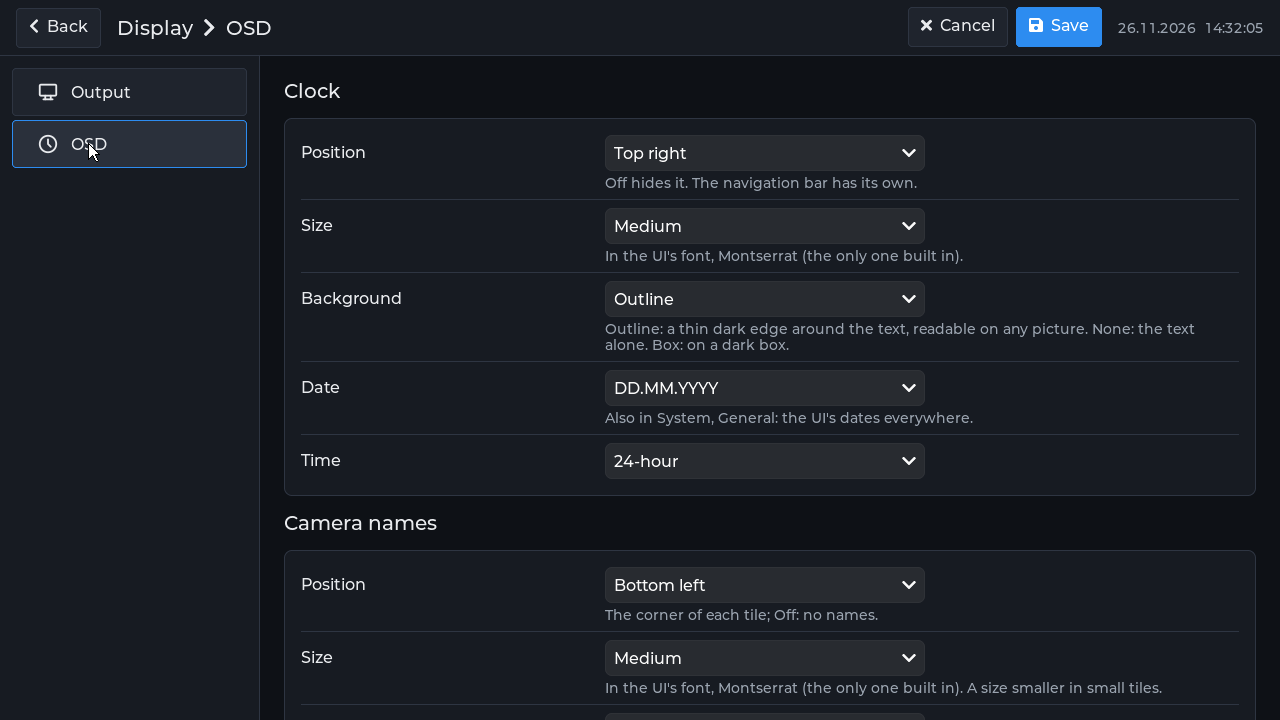 Back
Display > OSD
Cancel
Save
26.11.2026 14:32:05
Output
OSD
Clock
Position
Top right
Off hides it. The navigation bar has its own.
Size
Medium
In the UI's font, Montserrat (the only one built in).
Background
Outline
Outline: a thin dark edge around the text, readable on any picture. None: the text
alone. Box: on a dark box.
Date
DD.MM.YYYY
Also in System, General: the UI's dates everywhere.
Time
24-hour
Camera names
Position
Bottom left
The corner of each tile; Off: no names.
Size
Medium
In the UI's font, Montserrat (the only one built in). A size smaller in small tiles.